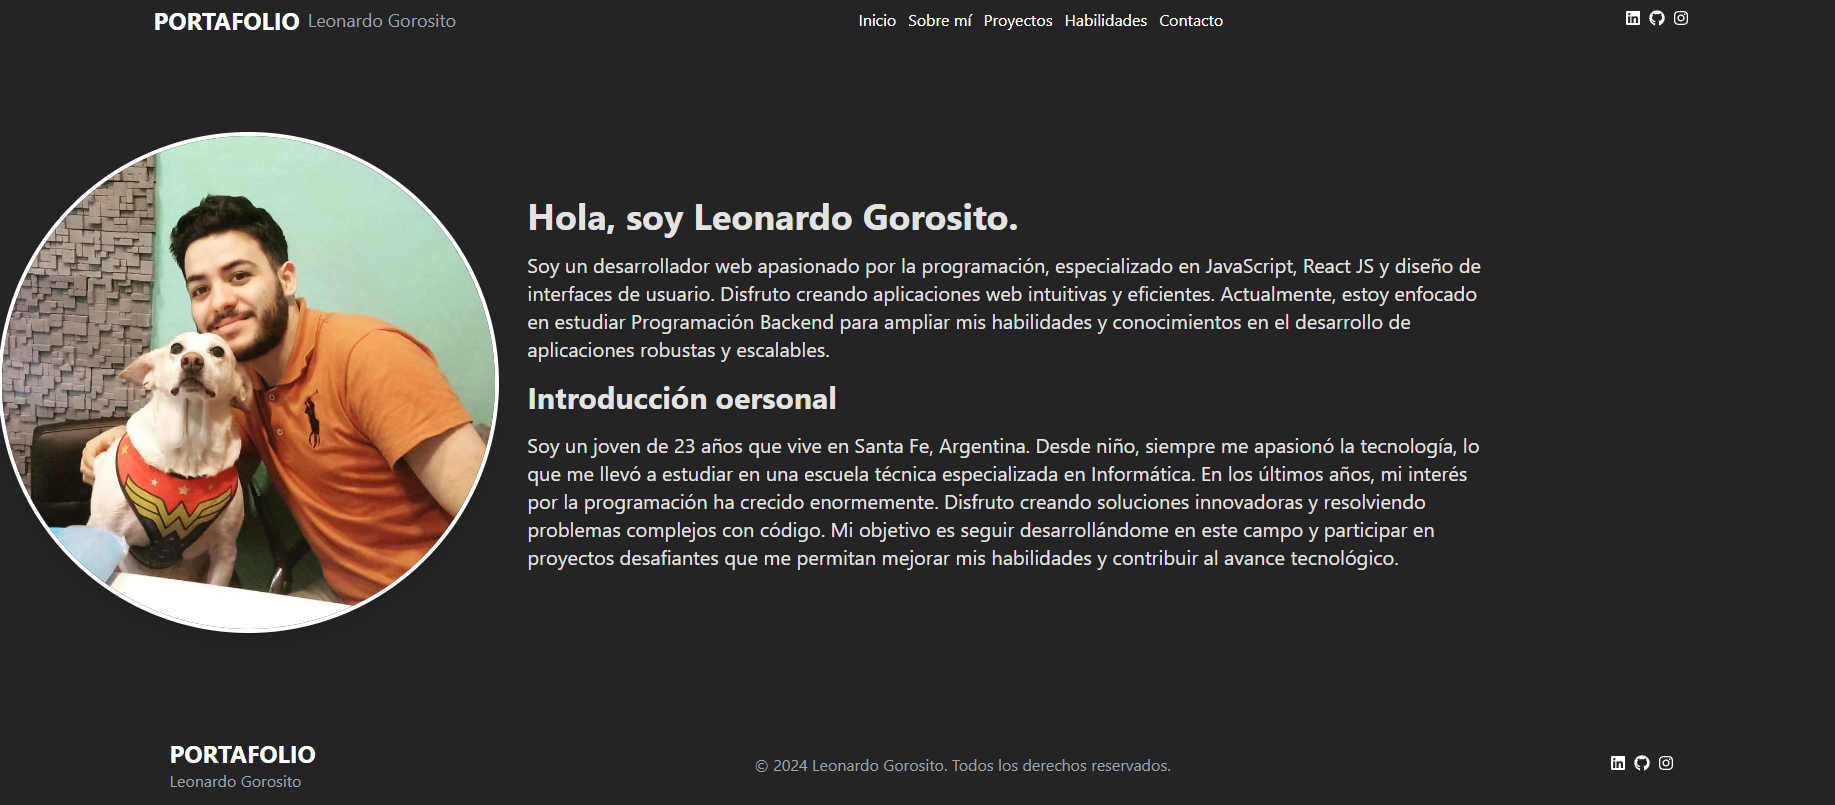 PORTAFOLIO Leonardo Gorosito
Inicio Sobre mí Proyectos Habilidades Contacto
Hola, soy Leonardo Gorosito.
Soy un desarrollador web apasionado por la programación, especializado en JavaScript, React JS y diseño de
interfaces de usuario. Disfruto creando aplicaciones web intuitivas y eficientes. Actualmente, estoy enfocado
en estudiar Programación Backend para ampliar mis habilidades y conocimientos en el desarrollo de
aplicaciones robustas y escalables.
Introducción oersonal
Soy un joven de 23 años que vive en Santa Fe, Argentina. Desde niño, siempre me apasionó la tecnología, lo
que me llevó a estudiar en una escuela técnica especializada en Informática. En los últimos años, mi interés
por la programación ha crecido enormemente. Disfruto creando soluciones innovadoras y resolviendo
problemas complejos con código. Mi objetivo es seguir desarrollándome en este campo y participar en
proyectos desafiantes que me permitan mejorar mis habilidades y contribuir al avance tecnológico.
PORTAFOLIO
Leonardo Gorosito
© 2024 Leonardo Gorosito. Todos los derechos reservados.